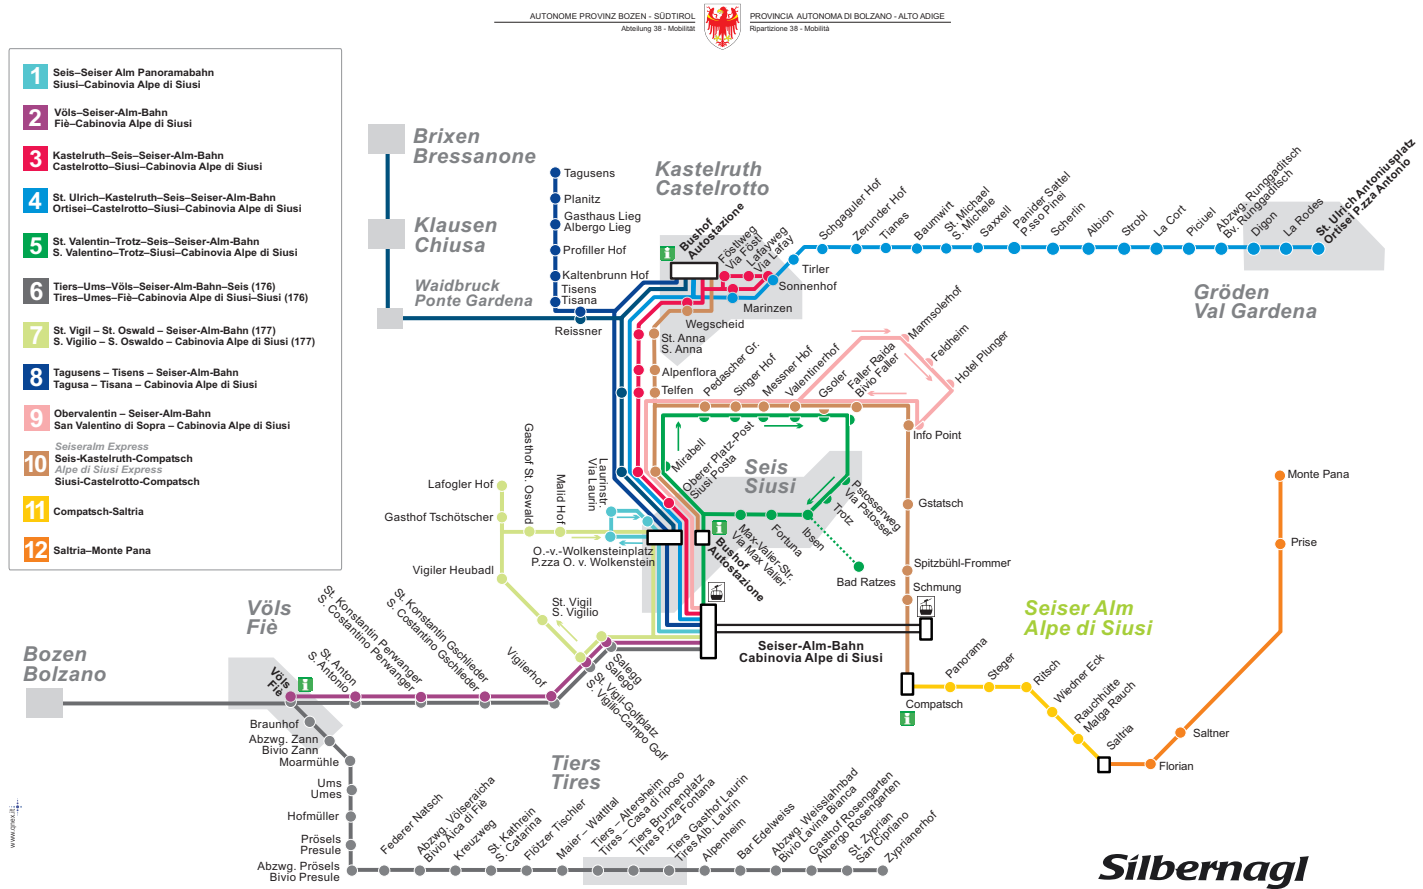 AUTONOME PROVINZ BOZEN - SÜDTIROL
Abteilung 38 - Mobilität
PROVINCIA AUTONOMA DI BOLZANO - ALTO ADIGE
Ripartizione 38 - Mobilità
1
Seis–Seiser Alm Panoramabahn
Siusi–Cabinovia Alpe di Siusi
2
Völs–Seiser-Alm-Bahn
Fiè–Cabinovia Alpe di Siusi
3
Kastelruth–Seis–Seiser-Alm-Bahn
Castelrotto–Siusi–Cabinovia Alpe di Siusi
4
St. Ulrich–Kastelruth–Seis–Seiser-Alm-Bahn
Ortisei–Castelrotto–Siusi–Cabinovia Alpe di Siusi
5
St. Valentin–Trotz–Seis–Seiser-Alm-Bahn
S. Valentino–Trotz–Siusi–Cabinovia Alpe di Siusi
6
Tiers–Ums–Völs–Seiser-Alm-Bahn–Seis (176)
Tires–Umes–Fiè–Cabinovia Alpe di Siusi–Siusi (176)
7
St. Vigil – St. Oswald – Seiser-Alm-Bahn (177)
S. Vigilio – S. Oswaldo – Cabinovia Alpe di Siusi (177)
8
Tagusens – Tisens – Seiser-Alm-Bahn
Tagusa – Tisana – Cabinovia Alpe di Siusi
9
Obervalentin – Seiser-Alm-Bahn
San Valentino di Sopra – Cabinovia Alpe di Siusi
10
Seiseralm Express
Seis-Kastelruth-Compatsch
Alpe di Siusi Express
Siusi-Castelrotto-Compatsch
11
Compatsch-Saltria
12
Saltria–Monte Pana
Brixen
Bressanone
Klausen
Chiusa
Waidbruck
Ponte Gardena
Tagusens
Planitz
Gasthaus Lieg
Albergo Lieg
Profiller Hof
Kaltenbrunn Hof
Tisens
Tisana
Reissner
Kastelruth
Castelrotto
Bushof
Autostazione
Föstlweg
Via Föstl
Lafayweg
Via Lafay
Sonnenhof
Marinzen
Wegscheid
Tirler
Schgaguler Hof
Zerunder Hof
Tianes
Baumwirt
St. Michael
S. Michele
Saxxell
Panider Sattel
P.sso Pinei
Scherlin
Albion
Strobl
La Cort
Piciuel
Abzwg. Runggaditsch
Bv. Runggaditsch
Digon
La Rodes
St. Ulrich Antoniusplatz
Ortisei P.zza Antonio
Gröden
Val Gardena
St. Anna
S. Anna
Alpenflora
Telfen
Pedascher Gr.
Singer Hof
Messner Hof
Valentinerhof
Gsoler
Faller Raida
Bivio Faller
Marmsolerhof
Feldheim
Hotel Plunger
Info Point
Gstatsch
Spitzbühl-Frommer
Schmung
Mirabell
Oberer Platz-Post
Siusi Posta
Seis
Siusi
Pstosserweg
Via Pstosser
Trotz
Ibsen
Fortuna
Max-Valier-Str.
Via Max Valier
Bushof
Autostazione
Bad Ratzes
Laurinstr.
Via Laurin
O.-v.-Wolkensteinplatz
P.zza O. v. Wolkenstein
Malid Hof
Gasthof St. Oswald
Lafogler Hof
Gasthof Tschötscher
Vigiler Heubadl
St. Vigil
S. Vigilio
Seiser-Alm-Bahn
Cabinovia Alpe di Siusi
Seiser Alm
Alpe di Siusi
Compatsch
Panorama
Steger
Ritsch
Wiedner Eck
Rauchhütte
Malga Rauch
Saltria
Florian
Saltner
Prise
Monte Pana
Bozen
Bolzano
Völs
Fiè
Völs
Fiè
St. Anton
S. Antonio
St. Konstantin Perwanger
S. Costantino Perwanger
St. Konstantin Gschlieder
S. Costantino Gschlieder
Vigilerhof
Salegg
Salego
St. Vigil-Golfplatz
S. Vigilio-Campo Golf
Braunhof
Abzwg. Zann
Bivio Zann
Moarmühle
Ums
Umes
Hofmüller
Prösels
Presule
Abzwg. Prösels
Bivio Presule
Tiers
Tires
Federer Natsch
Abzwg. Völseraicha
Bivio Aica di Fiè
Kreuzweg
St. Kathrein
S. Catarina
Flötzer Tischler
Maier – Watltal
Tiers – Altersheim
Tires – Casa di riposo
Tiers Brunnenplatz
Tires P.zza Fontana
Tiers Gasthof Laurin
Tires Alb. Laurin
Alpenheim
Bar Edelweiss
Abzwg. Weisslahnbad
Bivio Lavina Bianca
Gasthof Rosengarten
Albergo Rosengarten
St. Zyprian
San Cipriano
Zyprianerhof
www.qnex.it
Silbernagl